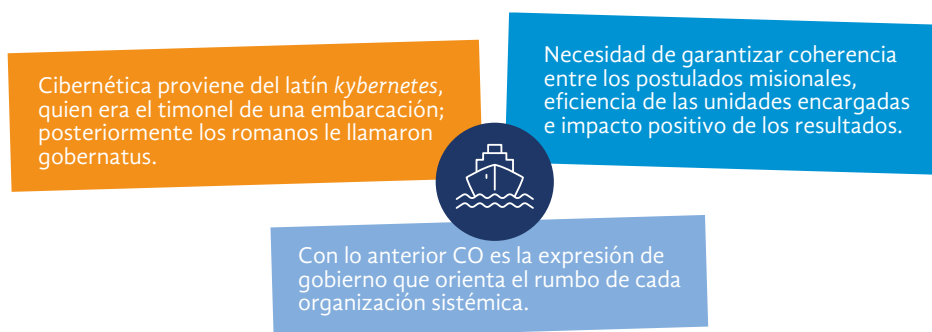 Cibernética proviene del latín kybernetes,
quien era el timonel de una embarcación;
posteriormente los romanos le llamaron
gobernatus.
Necesidad de garantizar coherencia
entre los postulados misionales,
eficiencia de las unidades encargadas
e impacto positivo de los resultados.
Con lo anterior CO es la expresión de
gobierno que orienta el rumbo de cada
organización sistémica.